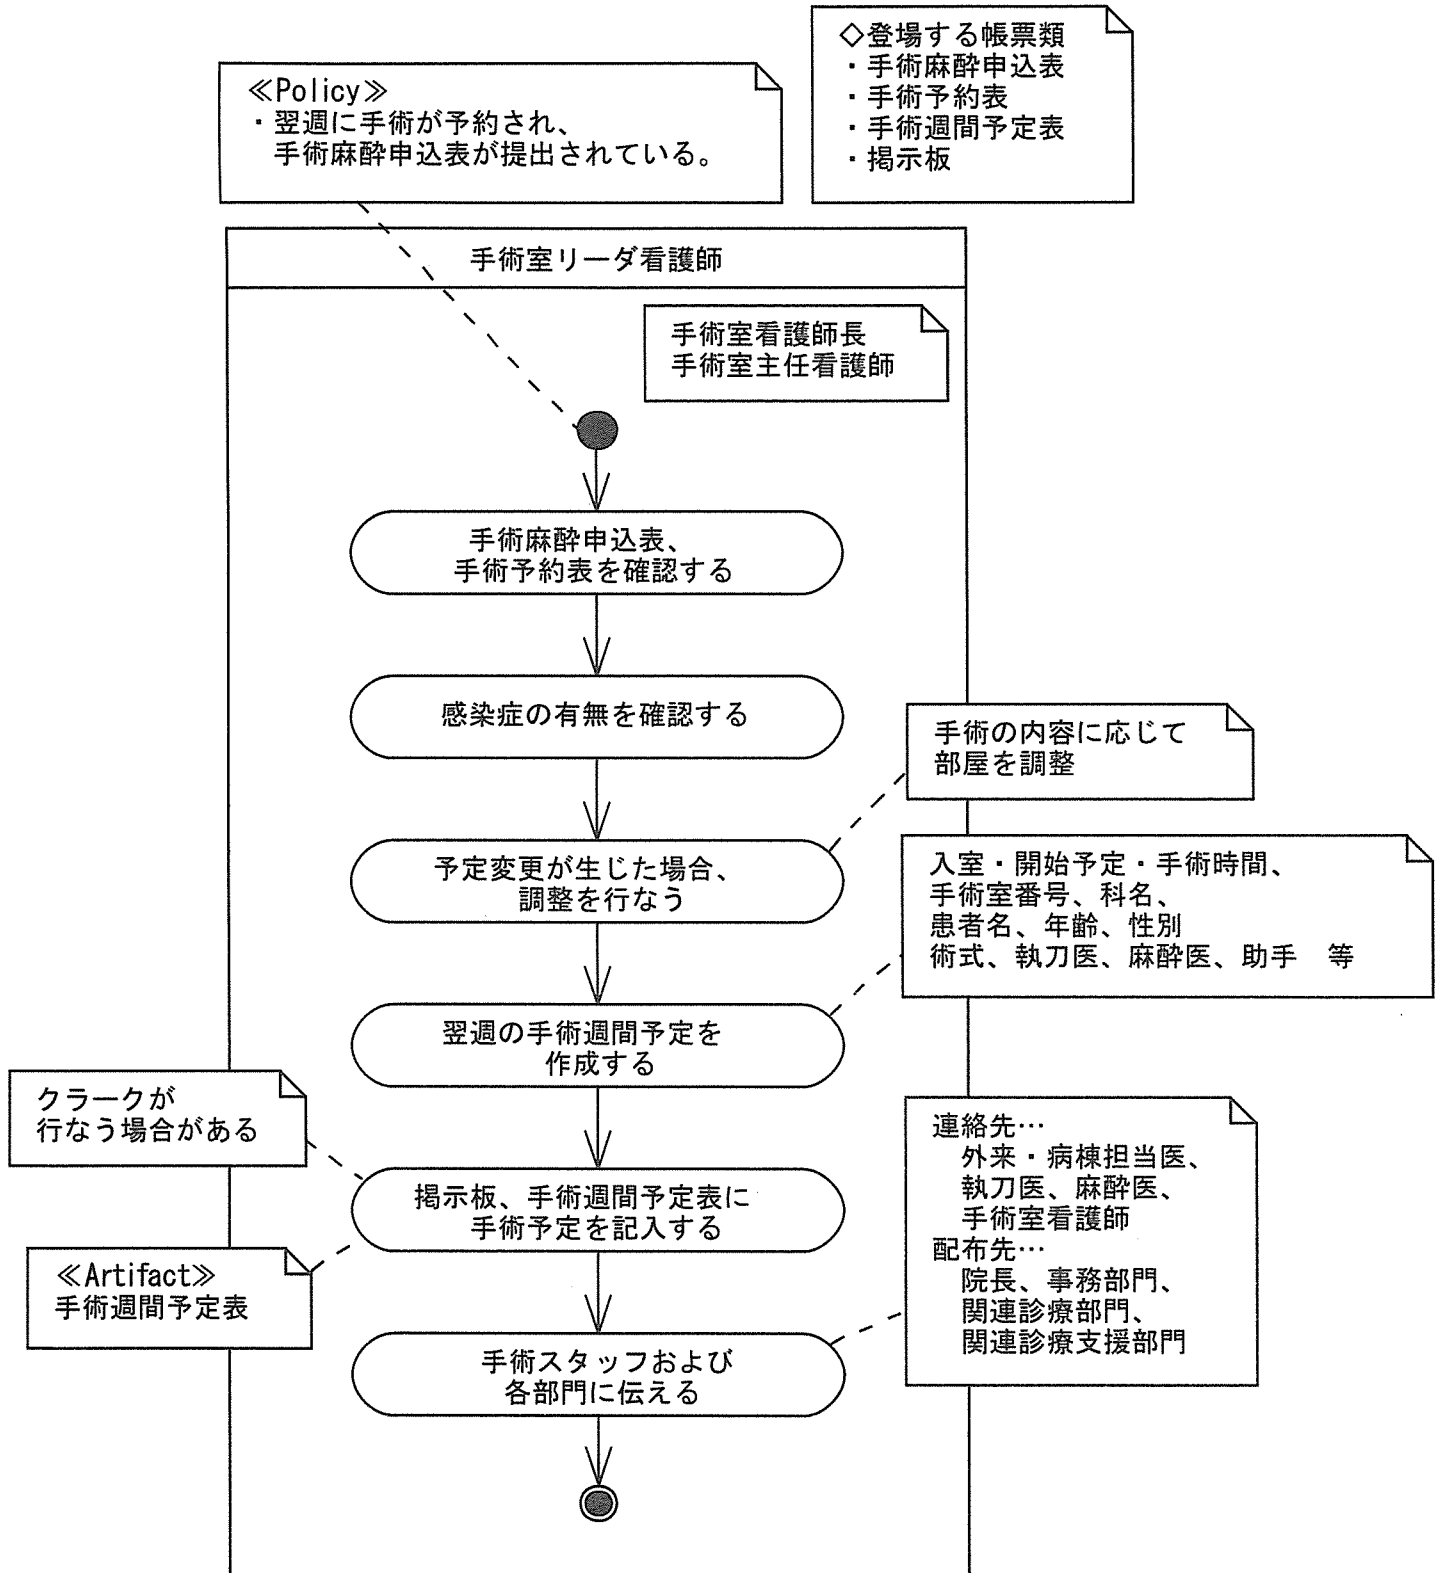 ◇登場する帳票類
・手術麻酔申込表
・手術予約表
・手術週間予定表
・掲示板
≪Policy≫
・翌週に手術が予約され、
手術麻酔申込表が提出されている。
手術室リーダ看護師
手術室看護師長
手術室主任看護師
手術麻酔申込表、
手術予約表を確認する
感染症の有無を確認する
手術の内容に応じて
部屋を調整
予定変更が生じた場合、
調整を行なう
入室・開始予定・手術時間、
手術室番号、科名、
患者名、年齢、性別
術式、執刀医、麻酔医、助手　等
翌週の手術週間予定を
作成する
クラークが
行なう場合がある
掲示板、手術週間予定表に
手術予定を記入する
≪Artifact≫
手術週間予定表
連絡先…
外来・病棟担当医、
執刀医、麻酔医、
手術室看護師
配布先…
院長、事務部門、
関連診療部門、
関連診療支援部門
手術スタッフおよび
各部門に伝える